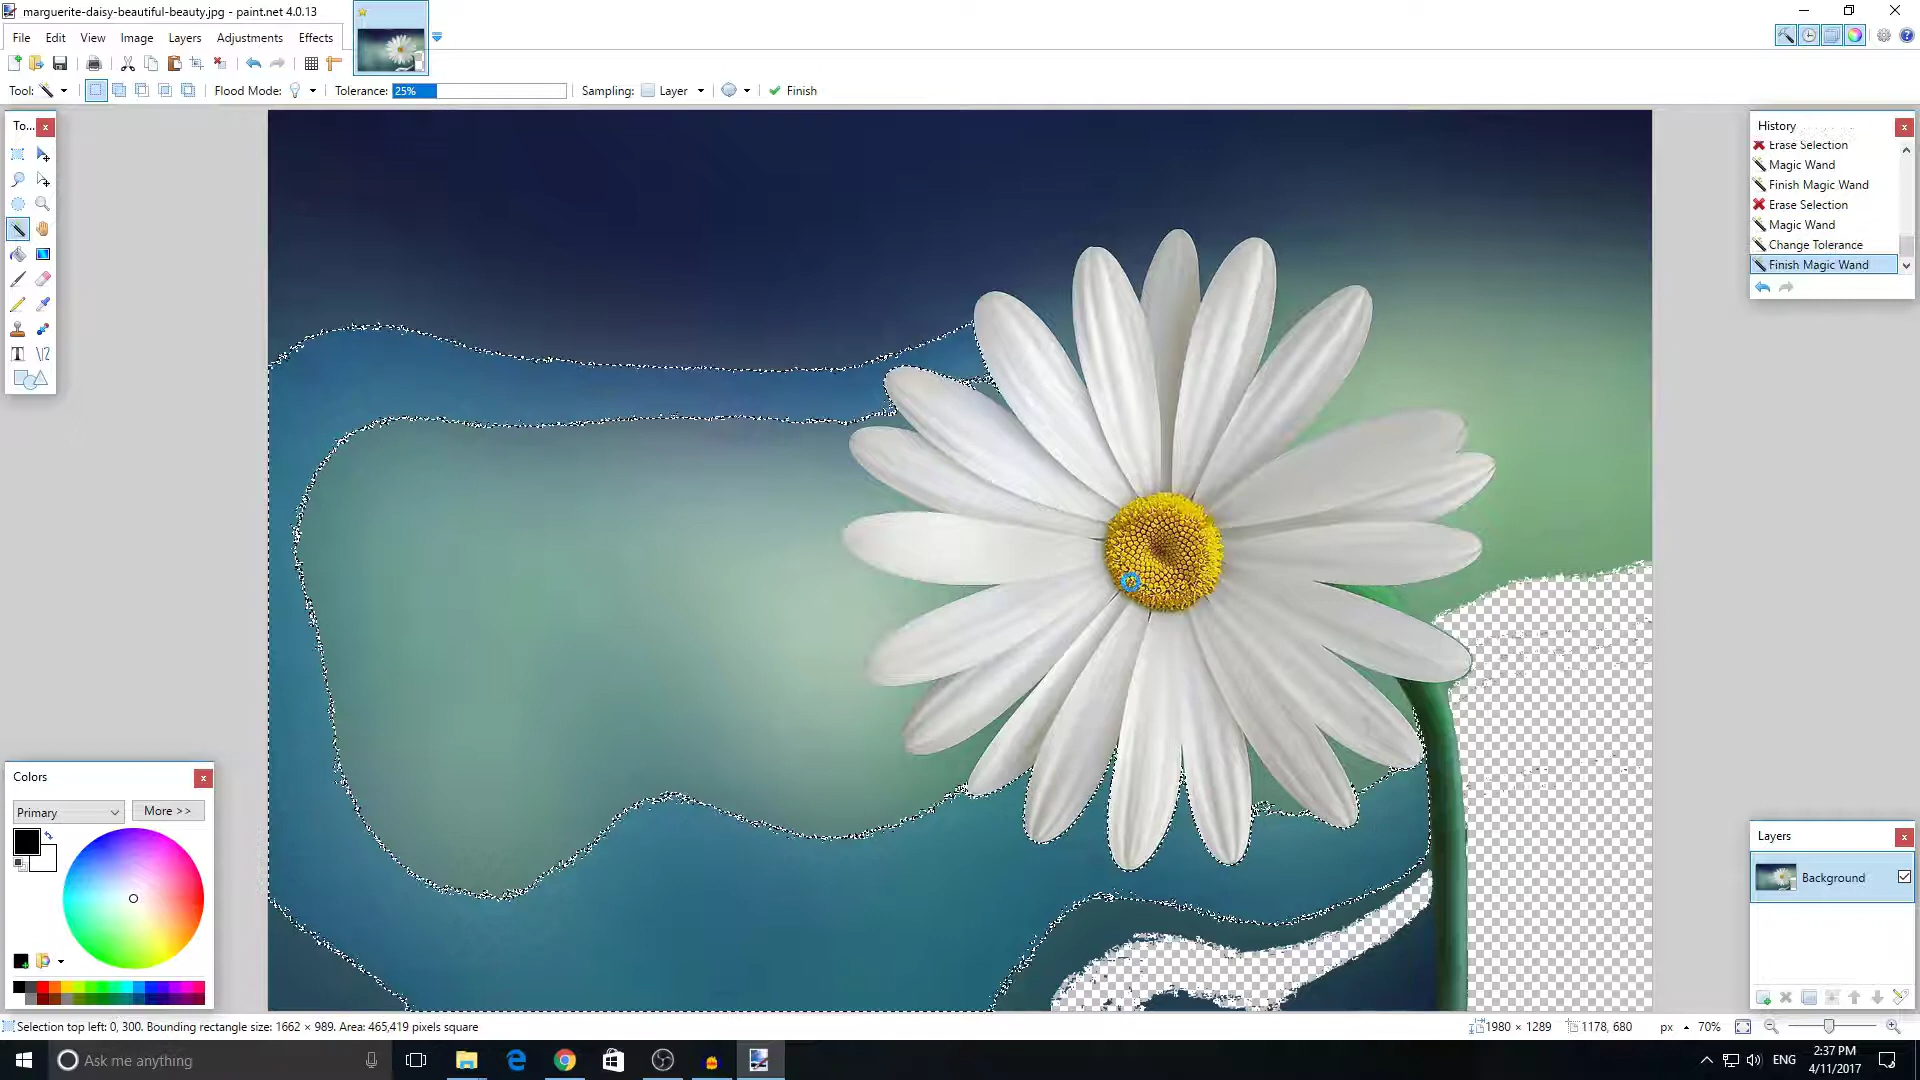 marguerite-daisy-beautiful-beauty.jpg - paint.net 4.0.13
File Edit View Image Layers Adjustments Effects
Tool: Flood Mode: Tolerance: 25% Sampling: Layer Finish
To...
History
Erase Selection
Magic Wand
Finish Magic Wand
Erase Selection
Magic Wand
Change Tolerance
Finish Magic Wand
Colors
Primary More >>
Layers
Background
Selection top left: 0, 300. Bounding rectangle size: 1662 × 989. Area: 465,419 pixels square
1980 × 1289 1178, 680 px 70%
Ask me anything
ENG
2:37 PM
4/11/2017